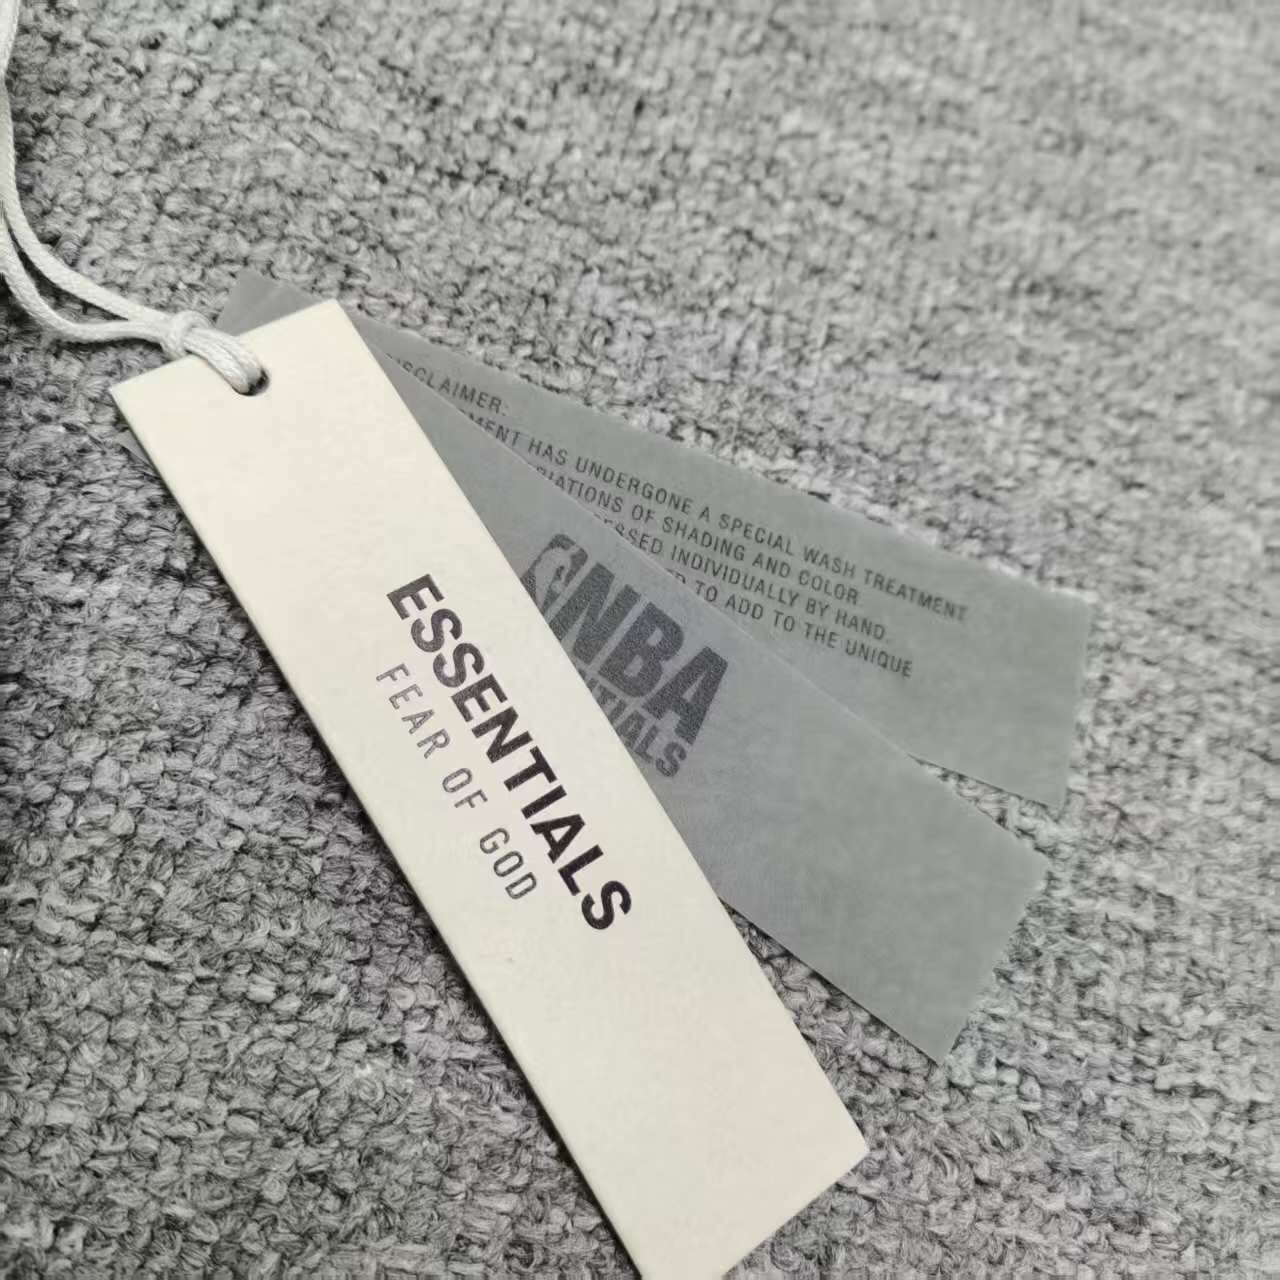 ESSENTIALS
FEAR OF GOD
NBA
DISCLAIMER:
HAS UNDERGONE A SPECIAL WASH TREATMENT
OF SHADING AND COLOR.
INDIVIDUALLY BY HAND.
TO ADD TO THE UNIQUE